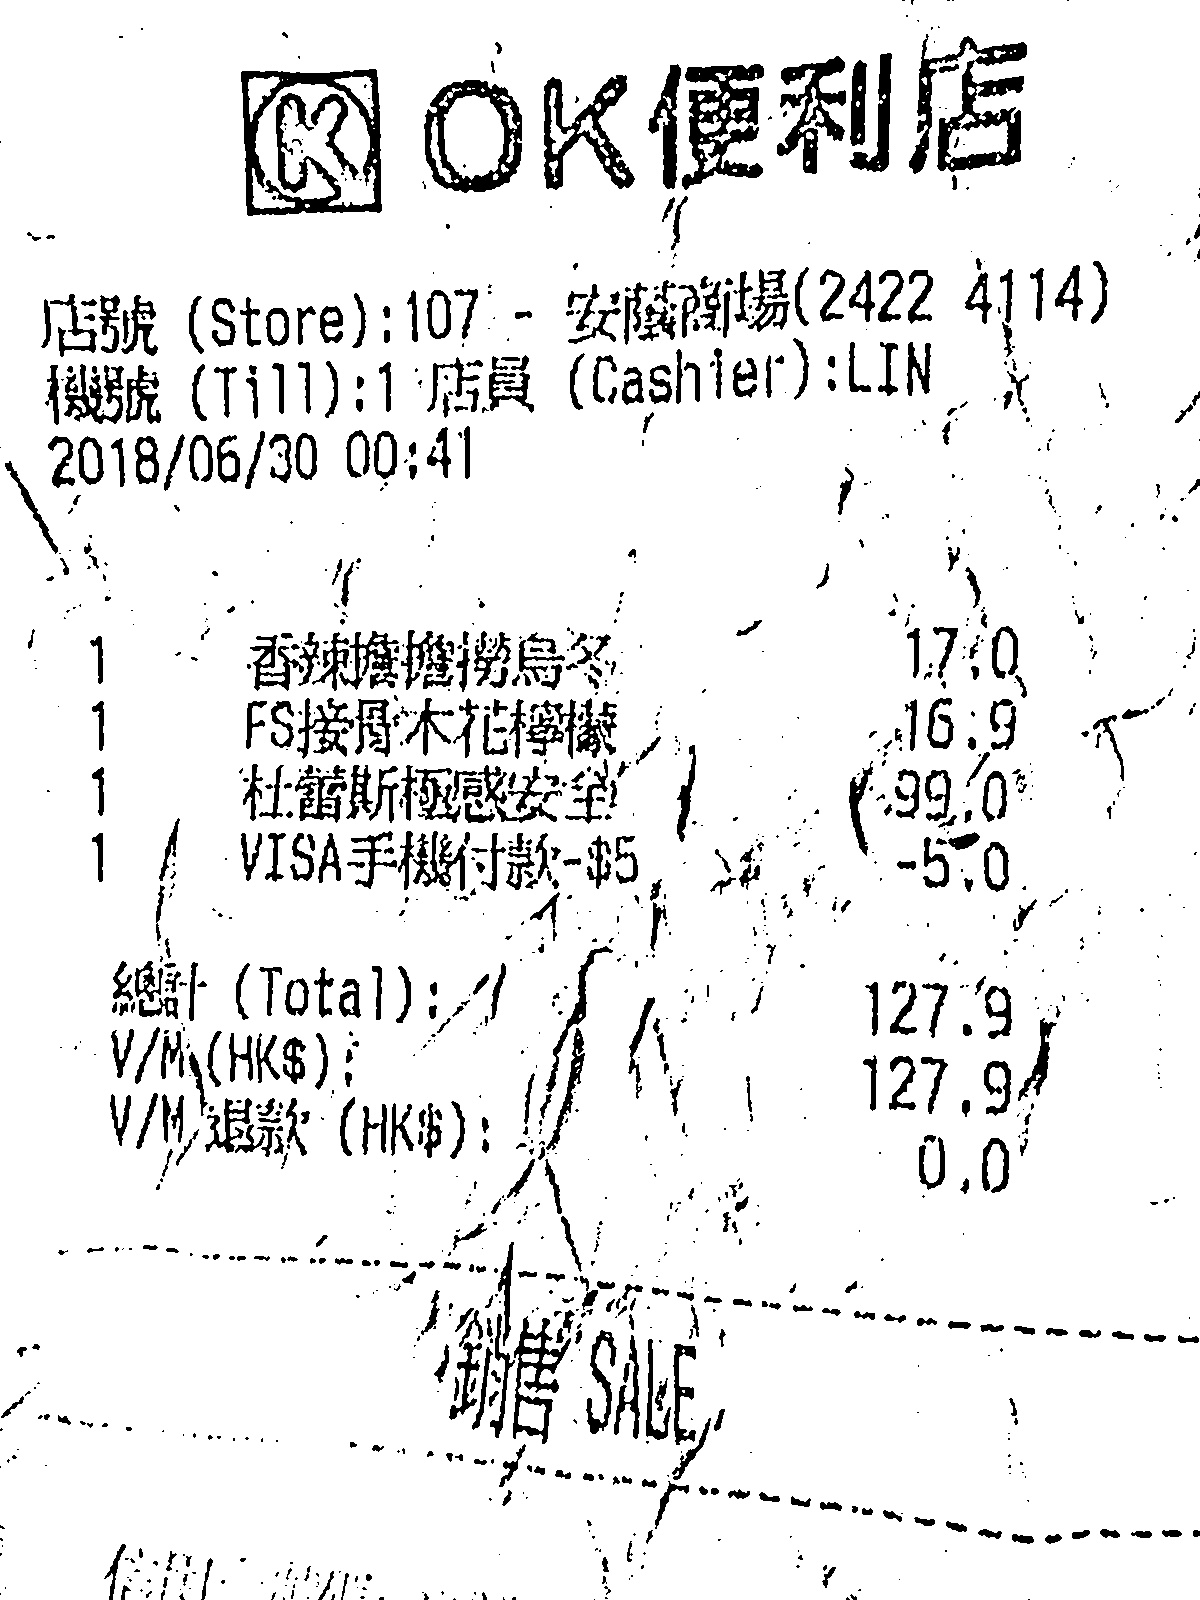 K OK便利店
店號 (Store):107 - 安蔭商場(2422 4114)
機號 (Till):1 店員 (Cashier):LIN
2018/06/30 00:41
1 香辣擔擔撈烏冬 17.0
1 FS接骨木花檸檬 16.9
1 杜蕾斯極感安全 99.0
1 VISA手機付款-$5 -5.0
總計 (Total): 127.9
V/M (HK$): 127.9
V/M 退款 (HK$): 0.0
銷售 SALE